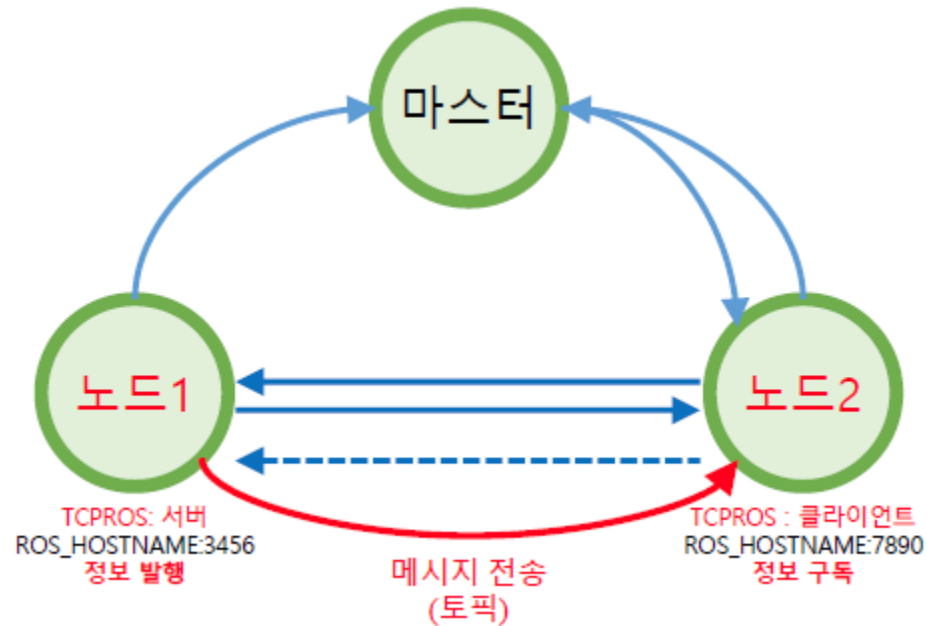 마스터
노드1
노드2
TCPROS: 서버
ROS_HOSTNAME:3456
정보 발행
TCPROS : 클라이언트
ROS_HOSTNAME:7890
정보 구독
메시지 전송
(토픽)